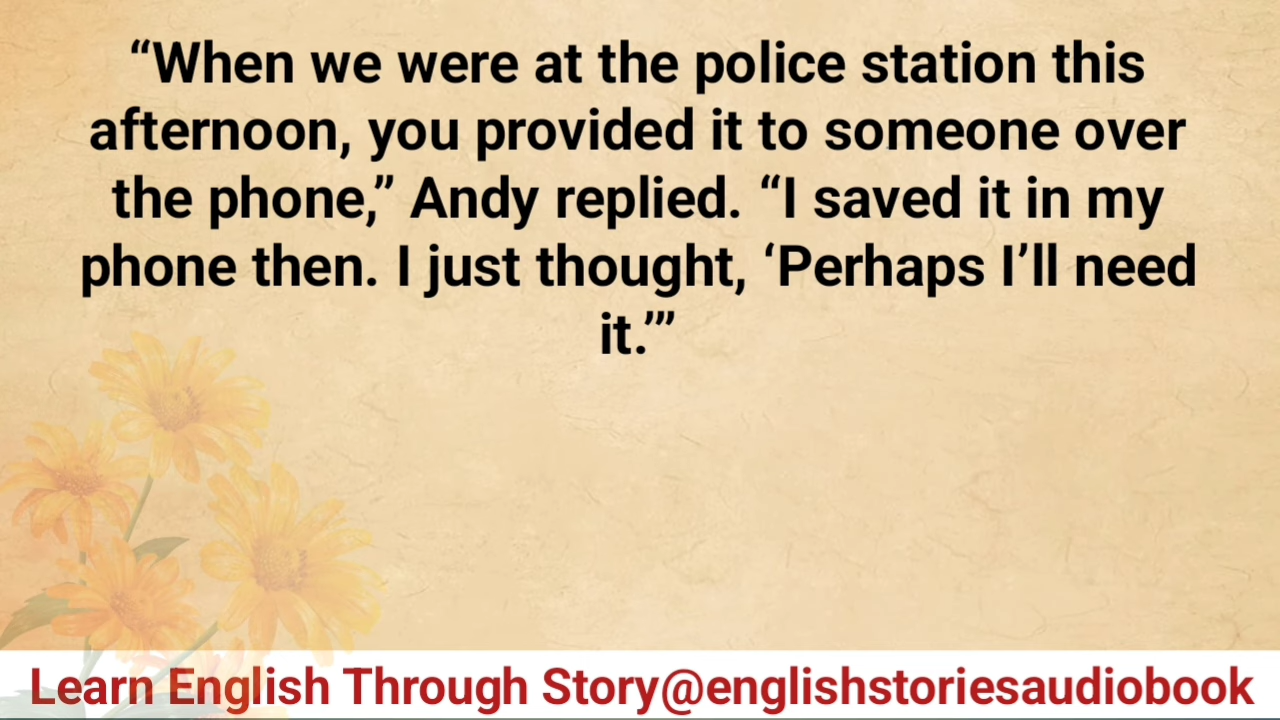 “When we were at the police station this
afternoon, you provided it to someone over
the phone,” Andy replied. “I saved it in my
phone then. I just thought, ‘Perhaps I’ll need
it.’”
Learn English Through Story@englishstoriesaudiobook